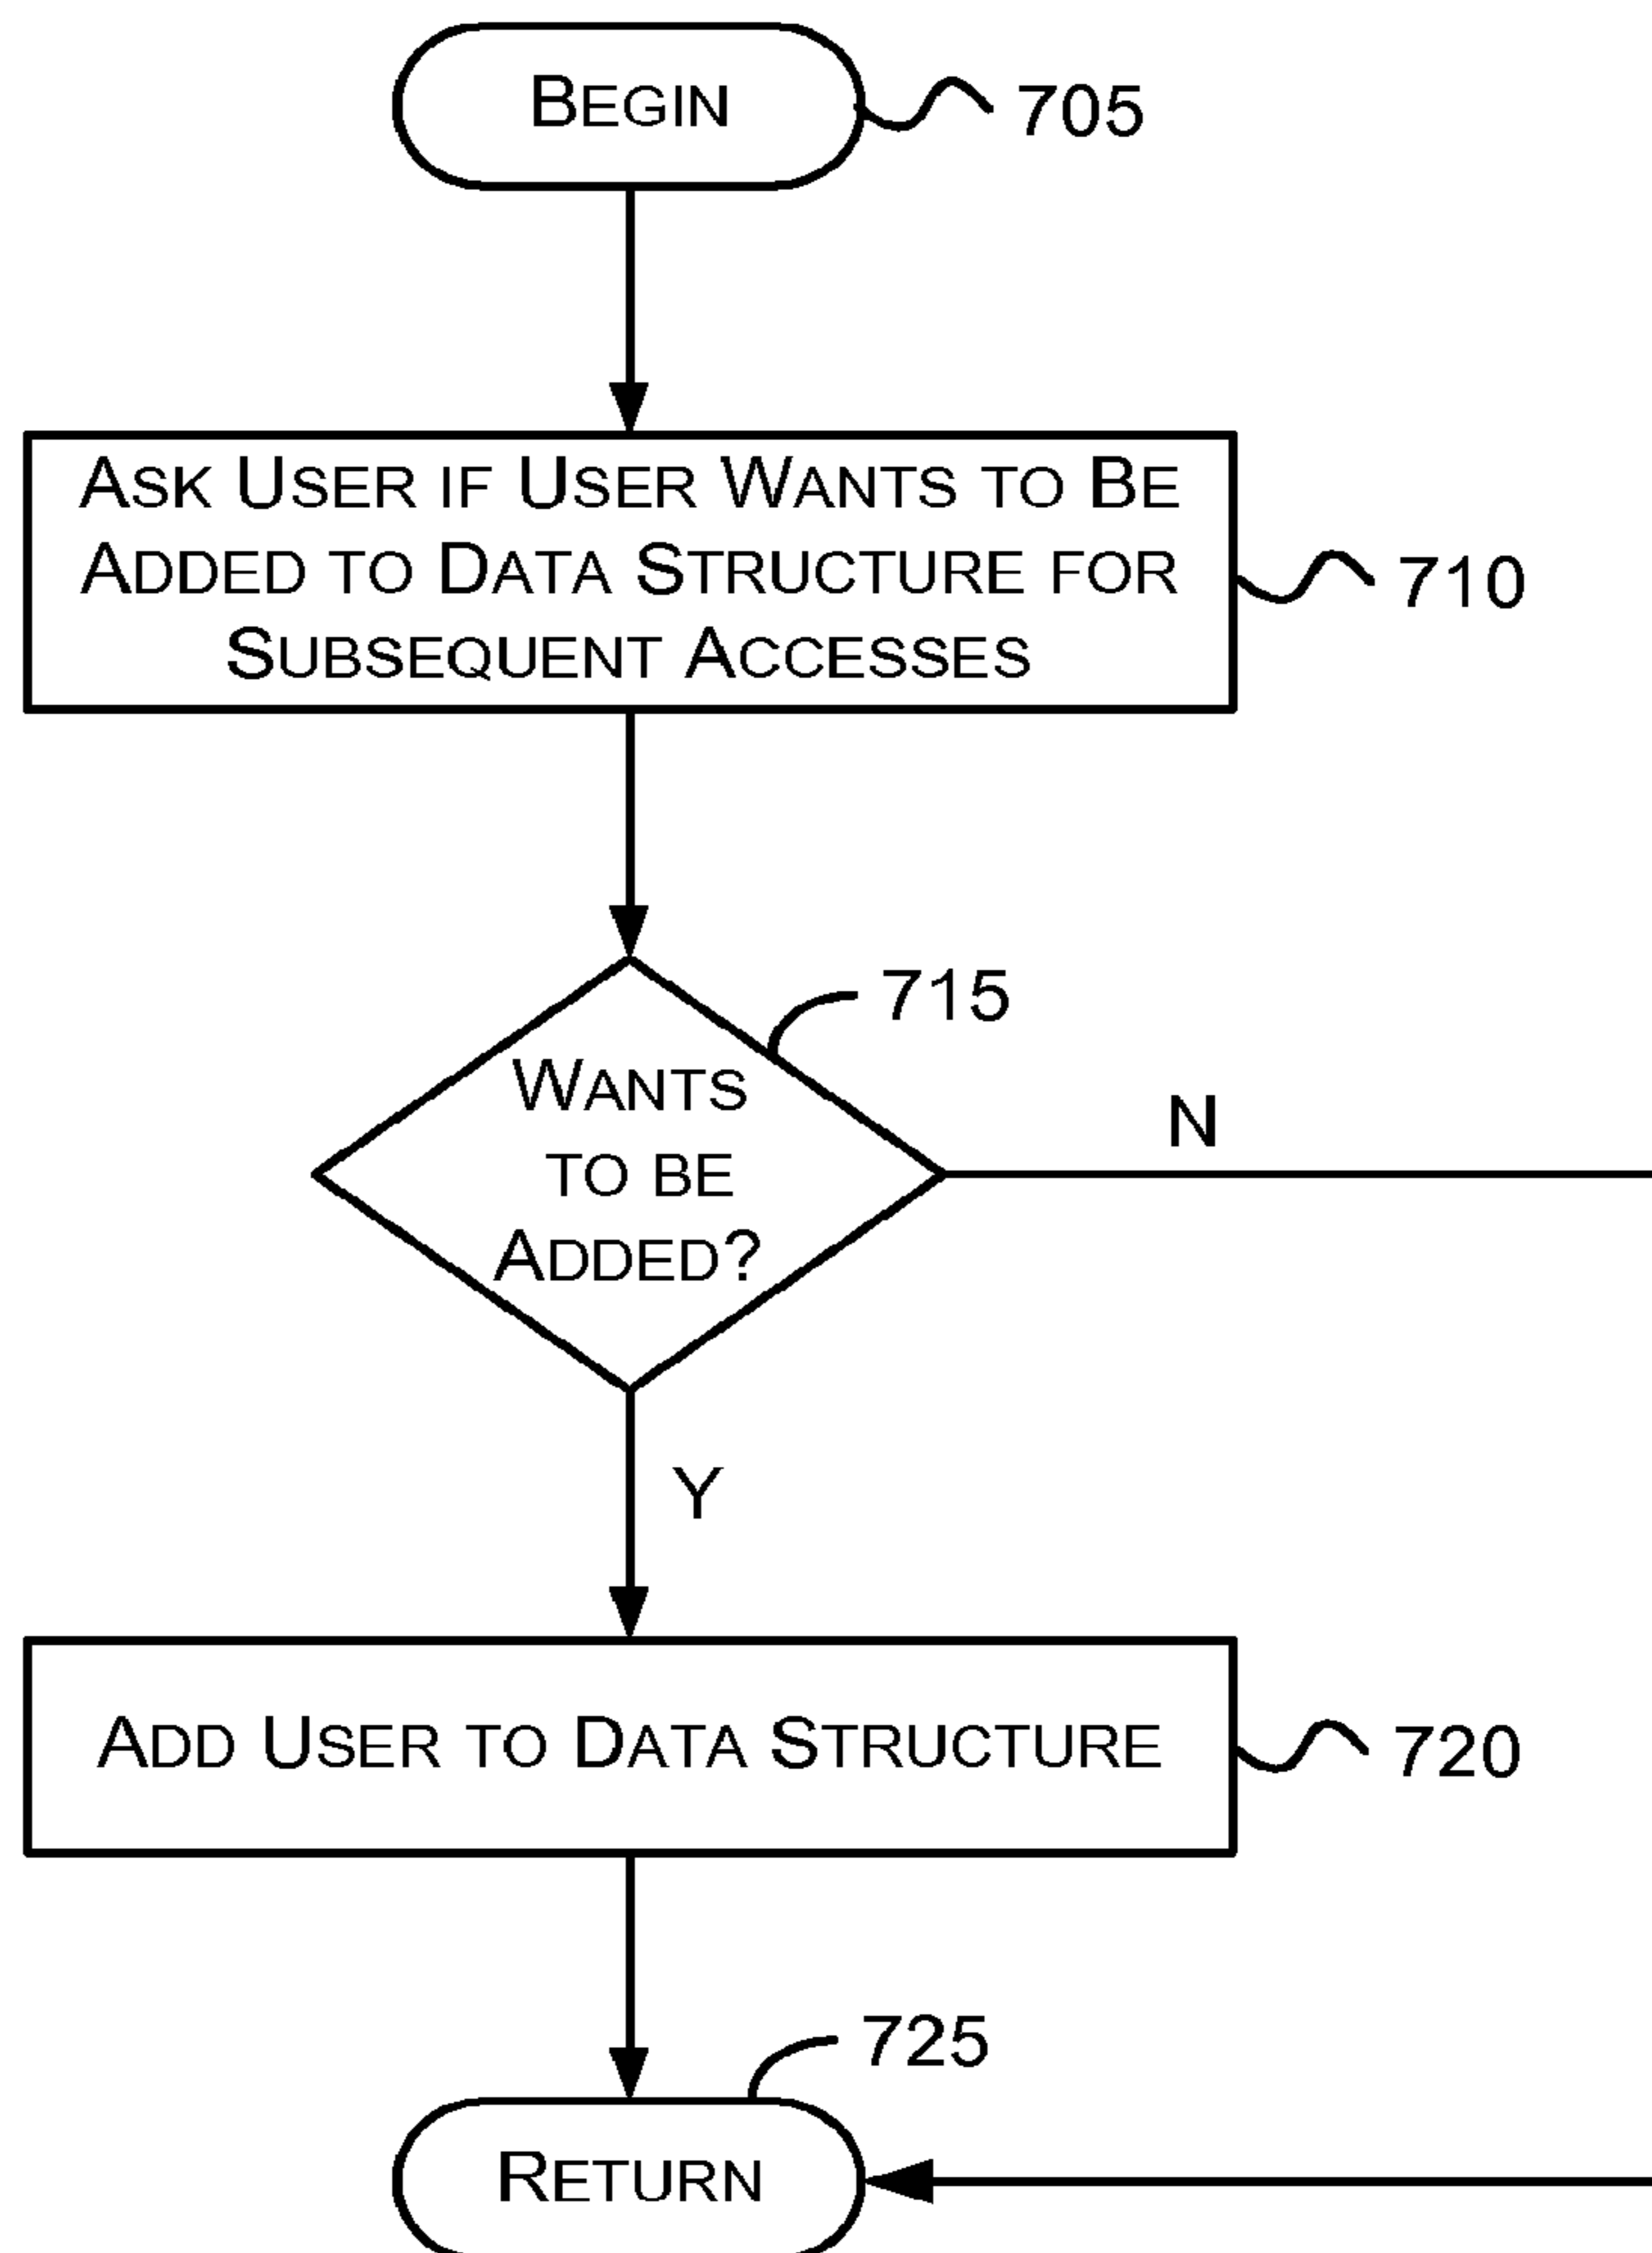 BEGIN
705
ASK USER IF USER WANTS TO BE
ADDED TO DATA STRUCTURE FOR
SUBSEQUENT ACCESSES
710
715
WANTS
TO BE
ADDED?
N
Y
ADD USER TO DATA STRUCTURE
720
725
RETURN